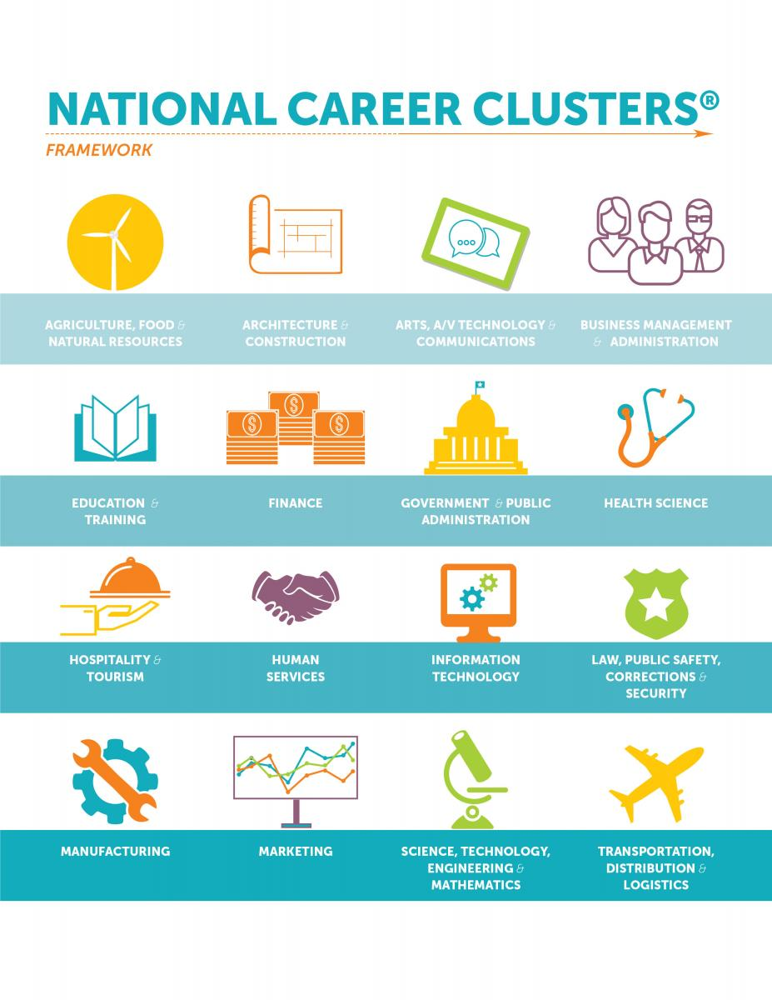 NATIONAL CAREER CLUSTERS®
FRAMEWORK
AGRICULTURE, FOOD &
NATURAL RESOURCES
ARCHITECTURE &
CONSTRUCTION
ARTS, A/V TECHNOLOGY &
COMMUNICATIONS
BUSINESS MANAGEMENT
& ADMINISTRATION
EDUCATION &
TRAINING
$
$
$
FINANCE
GOVERNMENT & PUBLIC
ADMINISTRATION
HEALTH SCIENCE
HOSPITALITY &
TOURISM
HUMAN
SERVICES
INFORMATION
TECHNOLOGY
LAW, PUBLIC SAFETY,
CORRECTIONS &
SECURITY
MANUFACTURING
MARKETING
SCIENCE, TECHNOLOGY,
ENGINEERING &
MATHEMATICS
TRANSPORTATION,
DISTRIBUTION &
LOGISTICS